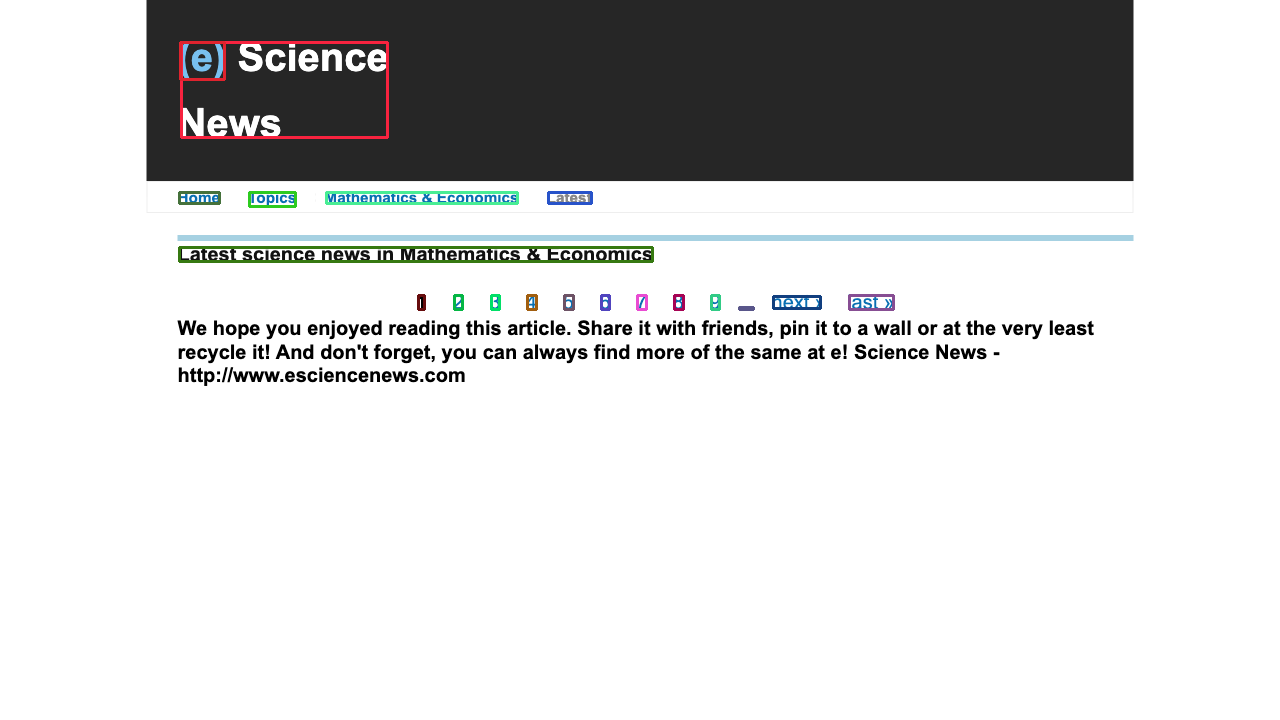 (e) Science
News
Home Topics Mathematics & Economics Latest
Latest science news in Mathematics & Economics
1 2 3 4 5 6 7 8 9 … next › last »
We hope you enjoyed reading this article. Share it with friends, pin it to a wall or at the very least
recycle it! And don't forget, you can always find more of the same at e! Science News -
http://www.esciencenews.com